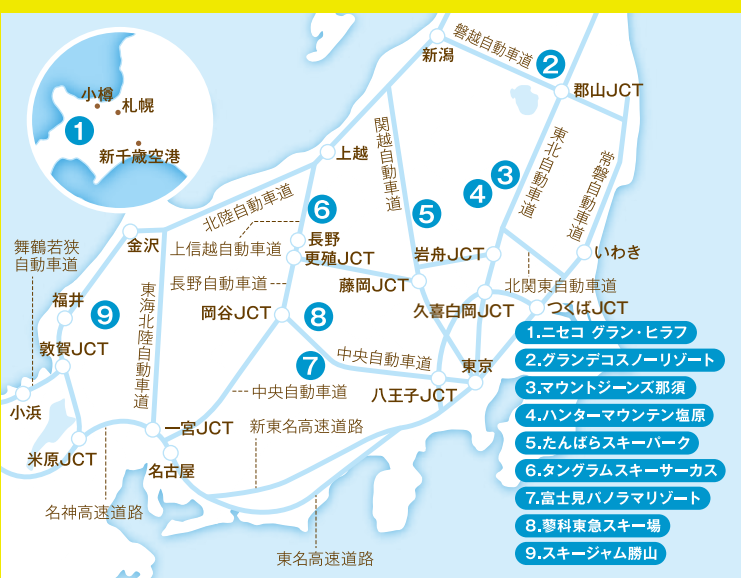 新潟
磐越自動車道
2
郡山JCT
小樽
札幌
1
新千歳空港
関越自動車道
東北自動車道
常磐自動車道
上越
3
4
北陸自動車道
6
5
金沢
舞鶴若狭
自動車道
上信越自動車道
長野
更殖JCT
岩舟JCT
いわき
長野自動車道
藤岡JCT
北関東自動車道
福井
東海北陸自動車道
岡谷JCT
久喜白岡JCT
つくばJCT
9
8
敦賀JCT
7
中央自動車道
東京
八王子JCT
中央自動車道
小浜
一宮JCT
新東名高速道路
米原JCT
名古屋
名神高速道路
東名高速道路
1.ニセコ グラン・ヒラフ
2.グランデコスノーリゾート
3.マウントジーンズ那須
4.ハンターマウンテン塩原
5.たんばらスキーパーク
6.タングラムスキーサーカス
7.富士見パノラマリゾート
8.蓼科東急スキー場
9.スキージャム勝山